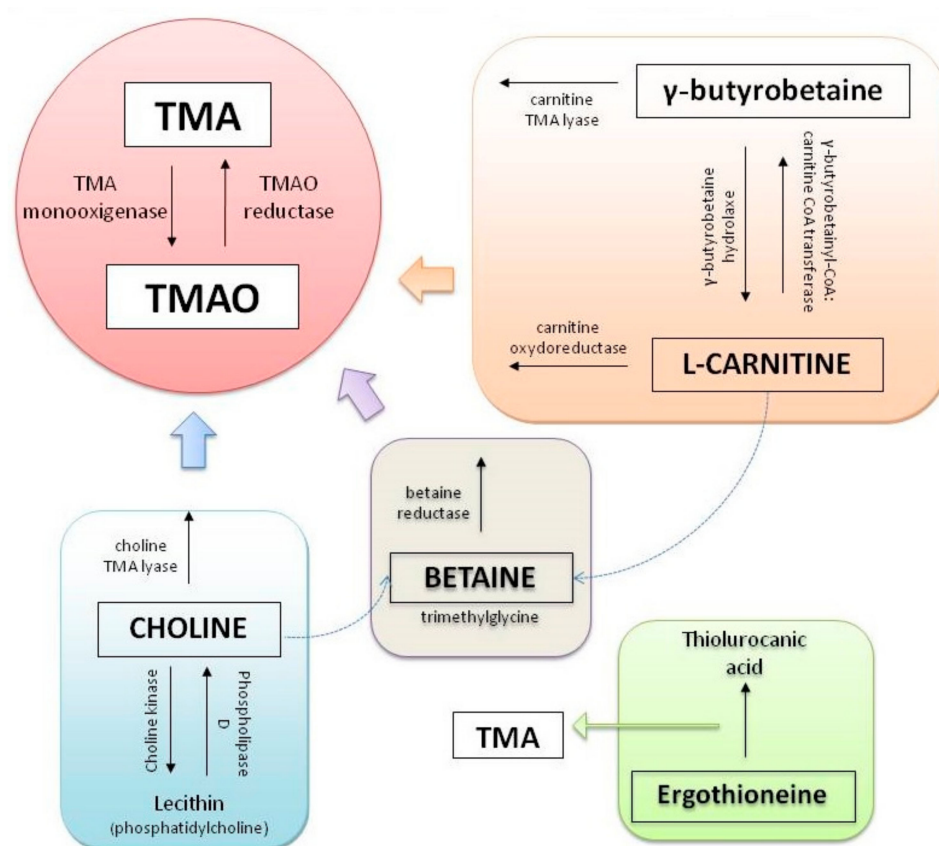 TMA
TMA
monooxigenase
TMAO
reductase
TMAO
γ-butyrobetaine
carnitine
TMA lyase
γ-butyrobetaine
hydrolaxe
γ-butyrobetainyl-CoA:
carnitine CoA transferase
carnitine
oxydoreductase
L-CARNITINE
betaine
reductase
BETAINE
trimethylglycine
choline
TMA lyase
CHOLINE
Choline kinase
Phospholipase
D
Lecithin
(phosphatidylcholine)
Thiolurocanic
acid
TMA
Ergothioneine